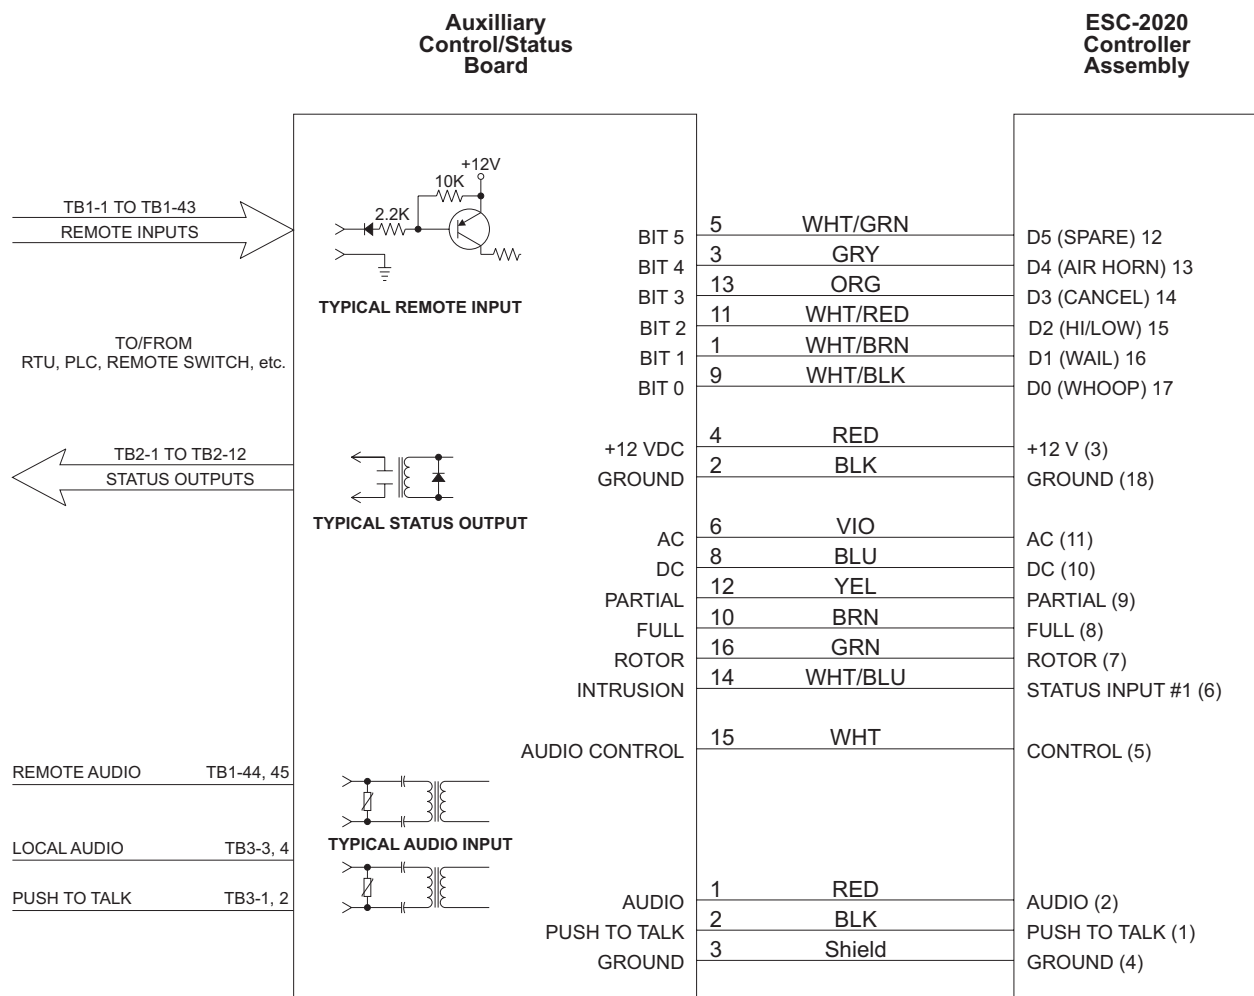 Auxilliary
Control/Status
Board
ESC-2020
Controller
Assembly
TB1-1 TO TB1-43
REMOTE INPUTS
+12V
10K
2.2K
TYPICAL REMOTE INPUT
TO/FROM
RTU, PLC, REMOTE SWITCH, etc.
TB2-1 TO TB2-12
STATUS OUTPUTS
TYPICAL STATUS OUTPUT
BIT 5 5 WHT/GRN D5 (SPARE) 12
BIT 4 3 GRY D4 (AIR HORN) 13
BIT 3 13 ORG D3 (CANCEL) 14
BIT 2 11 WHT/RED D2 (HI/LOW) 15
BIT 1 1 WHT/BRN D1 (WAIL) 16
BIT 0 9 WHT/BLK D0 (WHOOP) 17
+12 VDC 4 RED +12 V (3)
GROUND 2 BLK GROUND (18)
AC 6 VIO AC (11)
DC 8 BLU DC (10)
PARTIAL 12 YEL PARTIAL (9)
FULL 10 BRN FULL (8)
ROTOR 16 GRN ROTOR (7)
INTRUSION 14 WHT/BLU STATUS INPUT #1 (6)
AUDIO CONTROL 15 WHT CONTROL (5)
REMOTE AUDIO TB1-44, 45
TYPICAL AUDIO INPUT
LOCAL AUDIO TB3-3, 4
PUSH TO TALK TB3-1, 2
AUDIO 1 RED AUDIO (2)
PUSH TO TALK 2 BLK PUSH TO TALK (1)
GROUND 3 Shield GROUND (4)